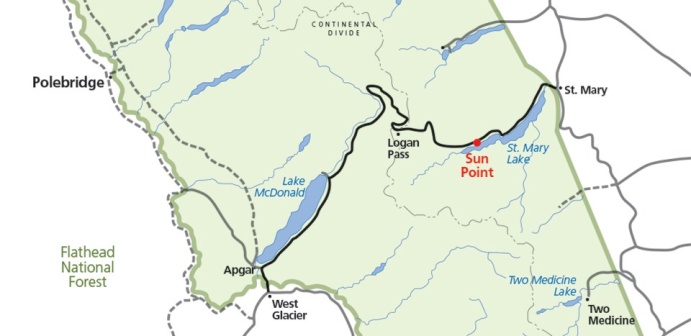 CONTINENTAL
DIVIDE
Polebridge
St. Mary
Logan
Pass
St. Mary
Lake
Sun
Point
Lake
McDonald
Flathead
National
Forest
Apgar
West
Glacier
Two Medicine
Lake
Two
Medicine